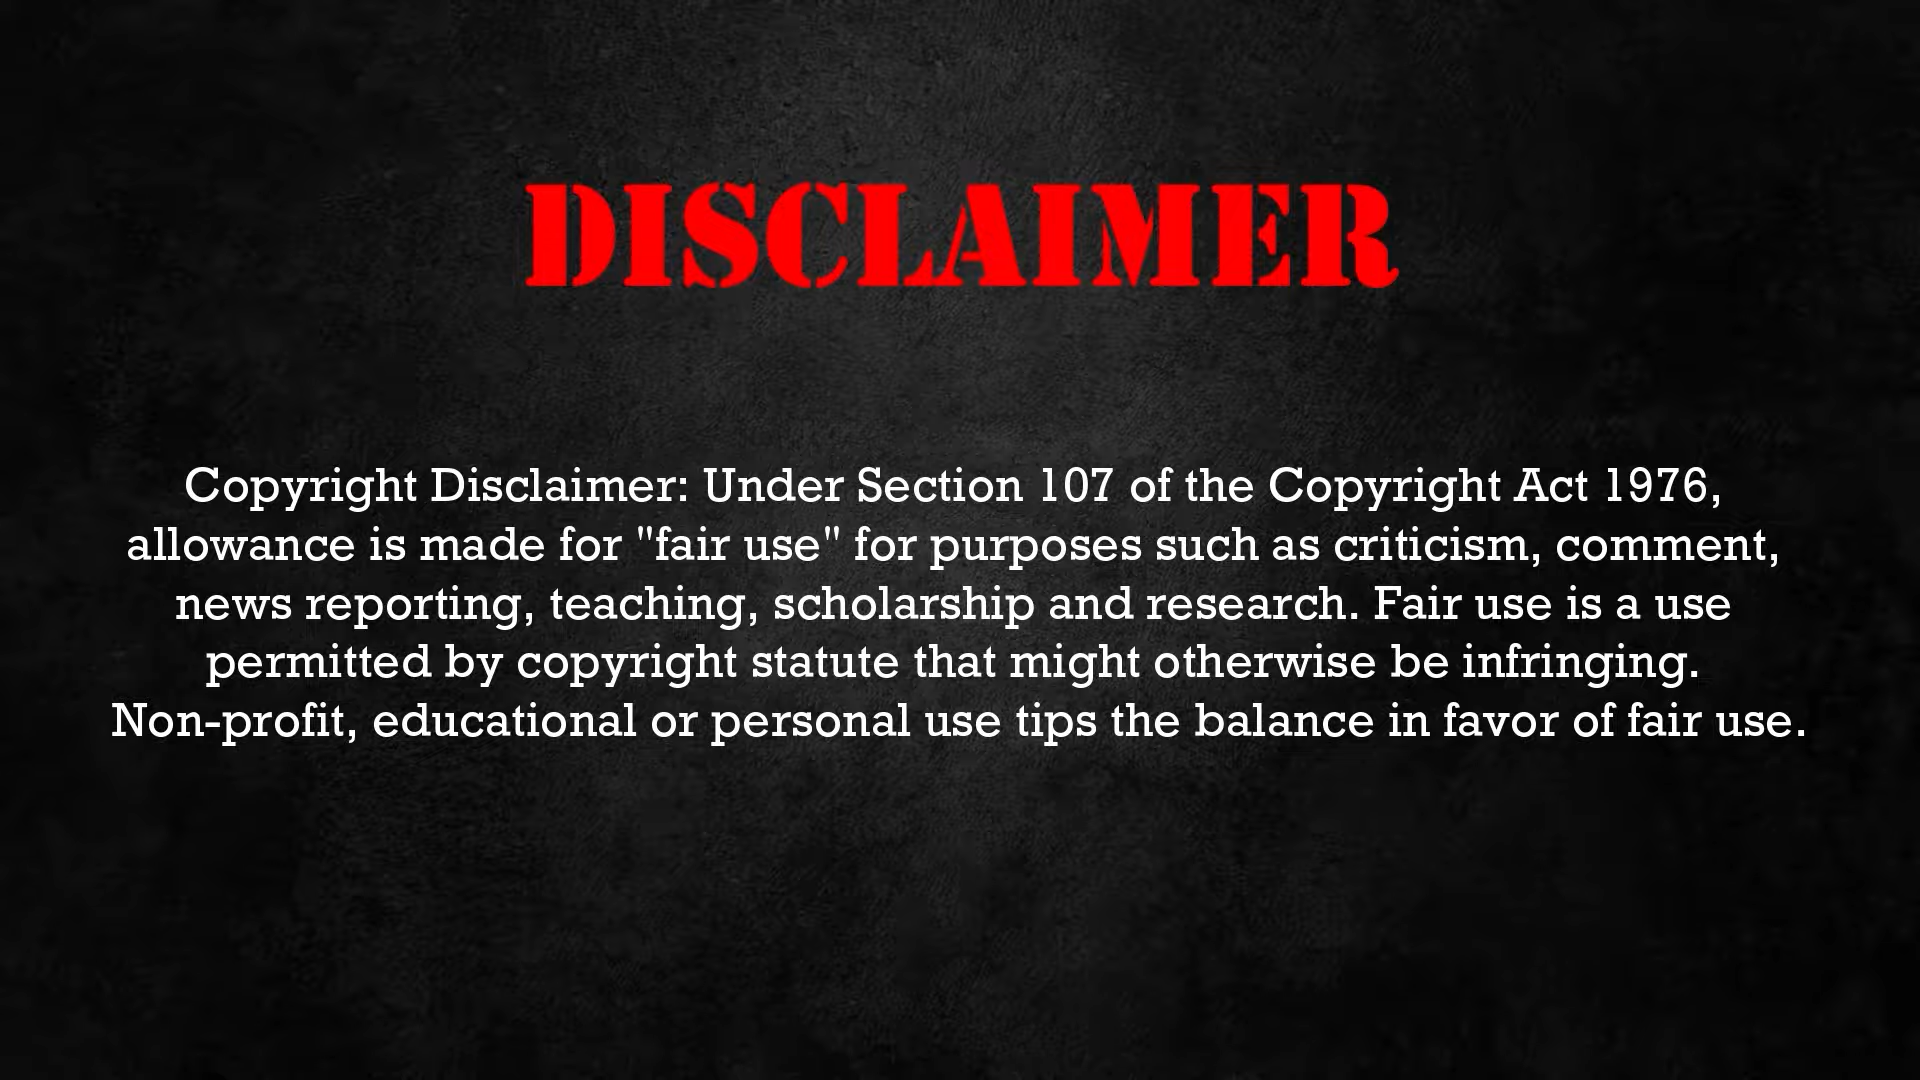 DISCLAIMER
Copyright Disclaimer: Under Section 107 of the Copyright Act 1976,
allowance is made for "fair use" for purposes such as criticism, comment,
news reporting, teaching, scholarship and research. Fair use is a use
permitted by copyright statute that might otherwise be infringing.
Non-profit, educational or personal use tips the balance in favor of fair use.